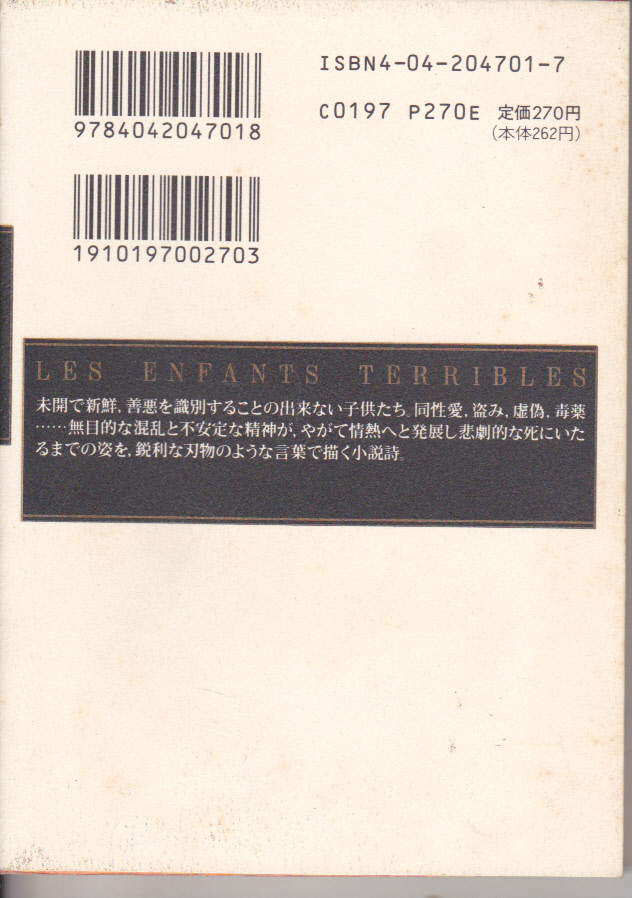 ISBN4-04-204701-7
C0197 P270E 定価270円
(本体262円)
9784042047018
1910197002703
LES ENFANTS TERRIBLES
未開で新鮮，善悪を識別することの出来ない子供たち。同性愛，盗み，虚偽，毒薬
……無目的な混乱と不安定な精神が，やがて情熱へと発展し悲劇的な死にいた
るまでの姿を，鋭利な刃物のような言葉で描く小説詩。